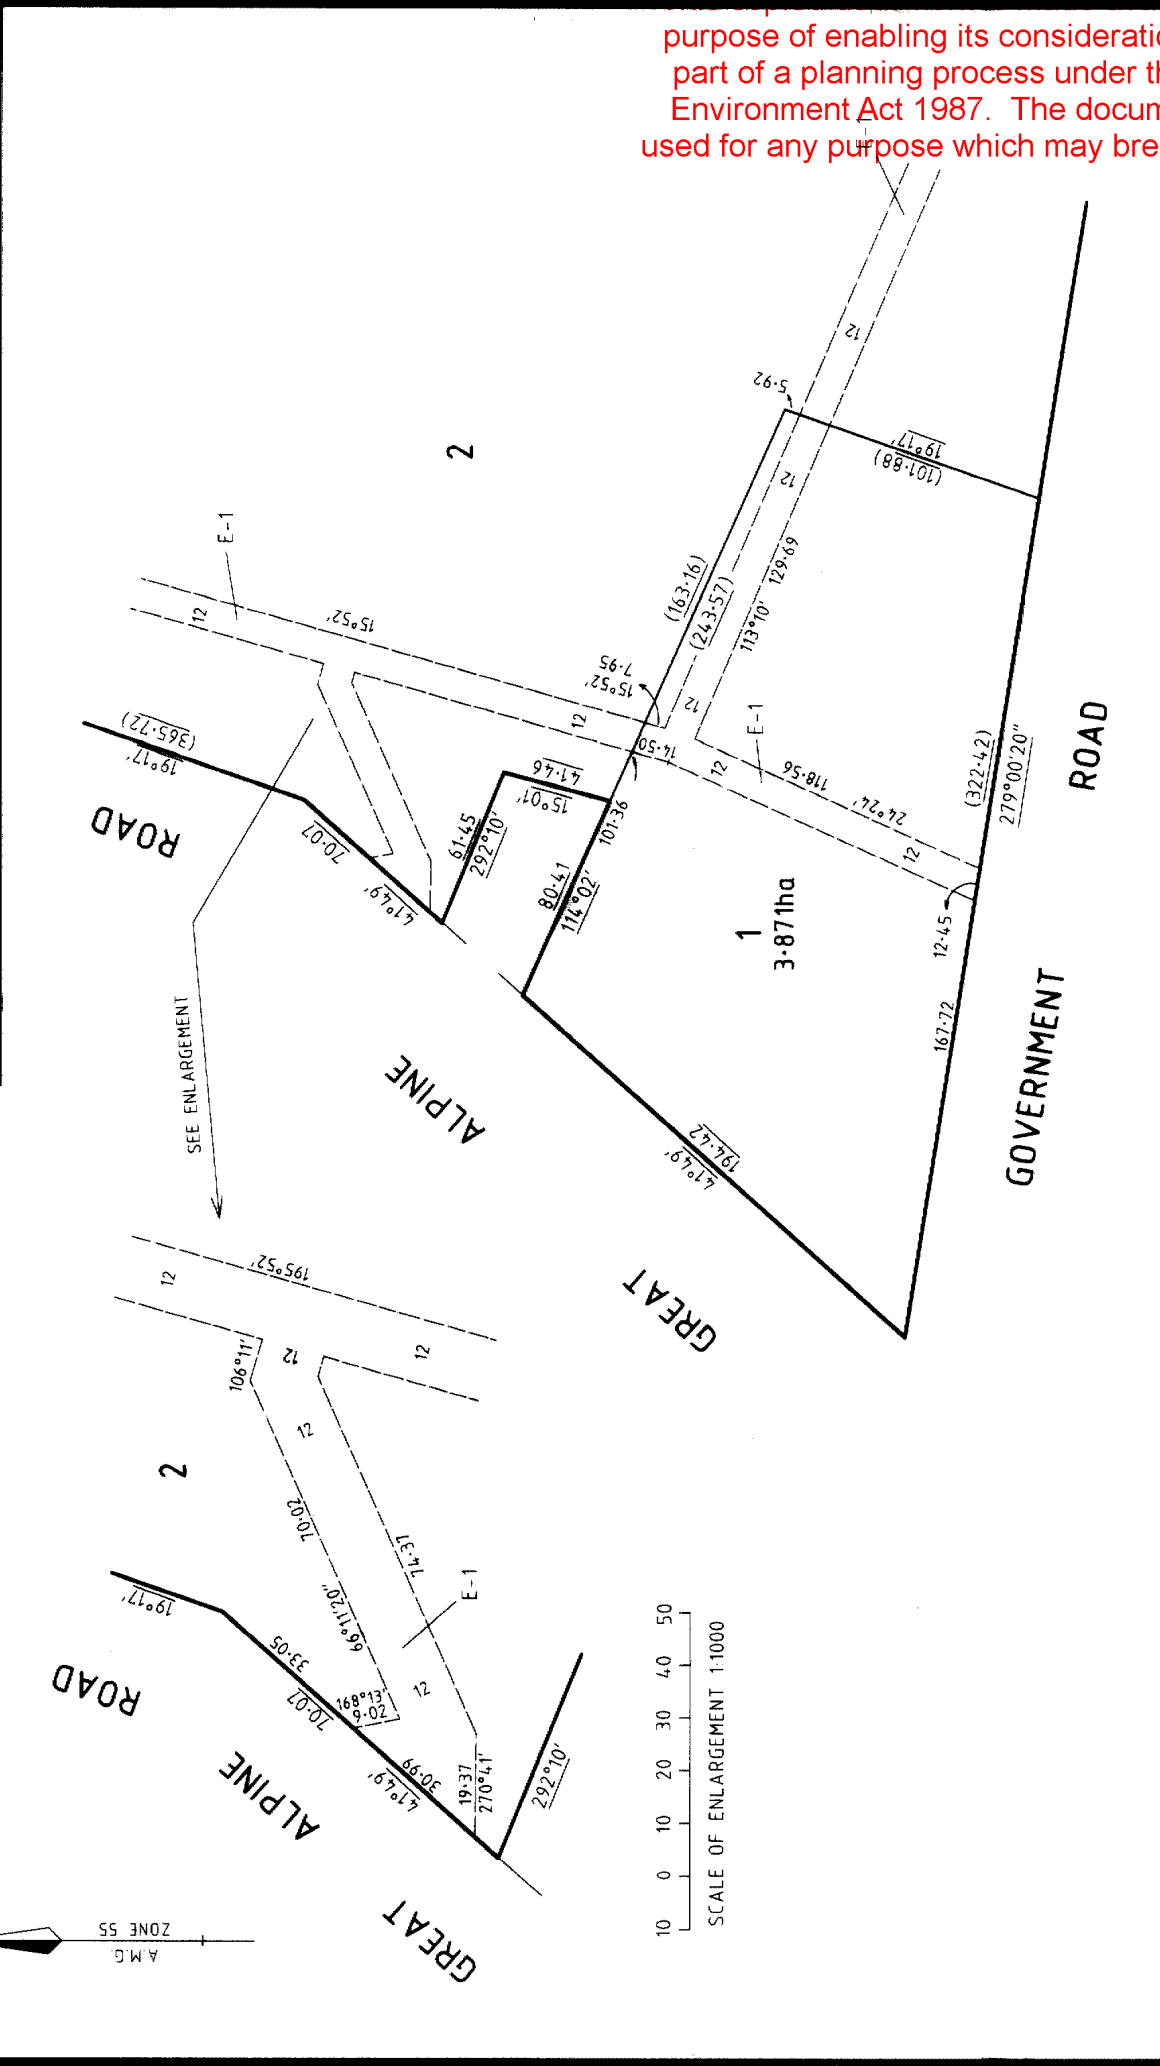 purpose of enabling its consideratio
part of a planning process under th
Environment Act 1987. The docum
used for any purpose which may bre
2
E-1
12
15°52'
(365·72)
19°17'
ROAD
70·07
41°49'
61·45
292°10'
41·46
15°01'
12
7·95
15°52'
(163·16)
(243·57)
5·92
12
12
(101·88)
19°17'
113°10' 129·69
12
14·50
101·36
80·41
114°02'
12
E-1
118·56
24°24'
12
(322·42)
279°00'20"
ROAD
1
3·871ha
12·45
167·72
GOVERNMENT
SEE ENLARGEMENT
ALPINE
194·42
41°49'
GREAT
12
195°52'
106°11'
12
12
12
2
70·02
66°11'20"
74·37
E-1
19°17'
ROAD
33·05
70·07
168°13'
9·02
12
30·99
41°49'
19·37
270°41'
292°10'
ALPINE
GREAT
A.M.G.
ZONE 55
10 0 10 20 30 40 50
SCALE OF ENLARGEMENT 1:1000